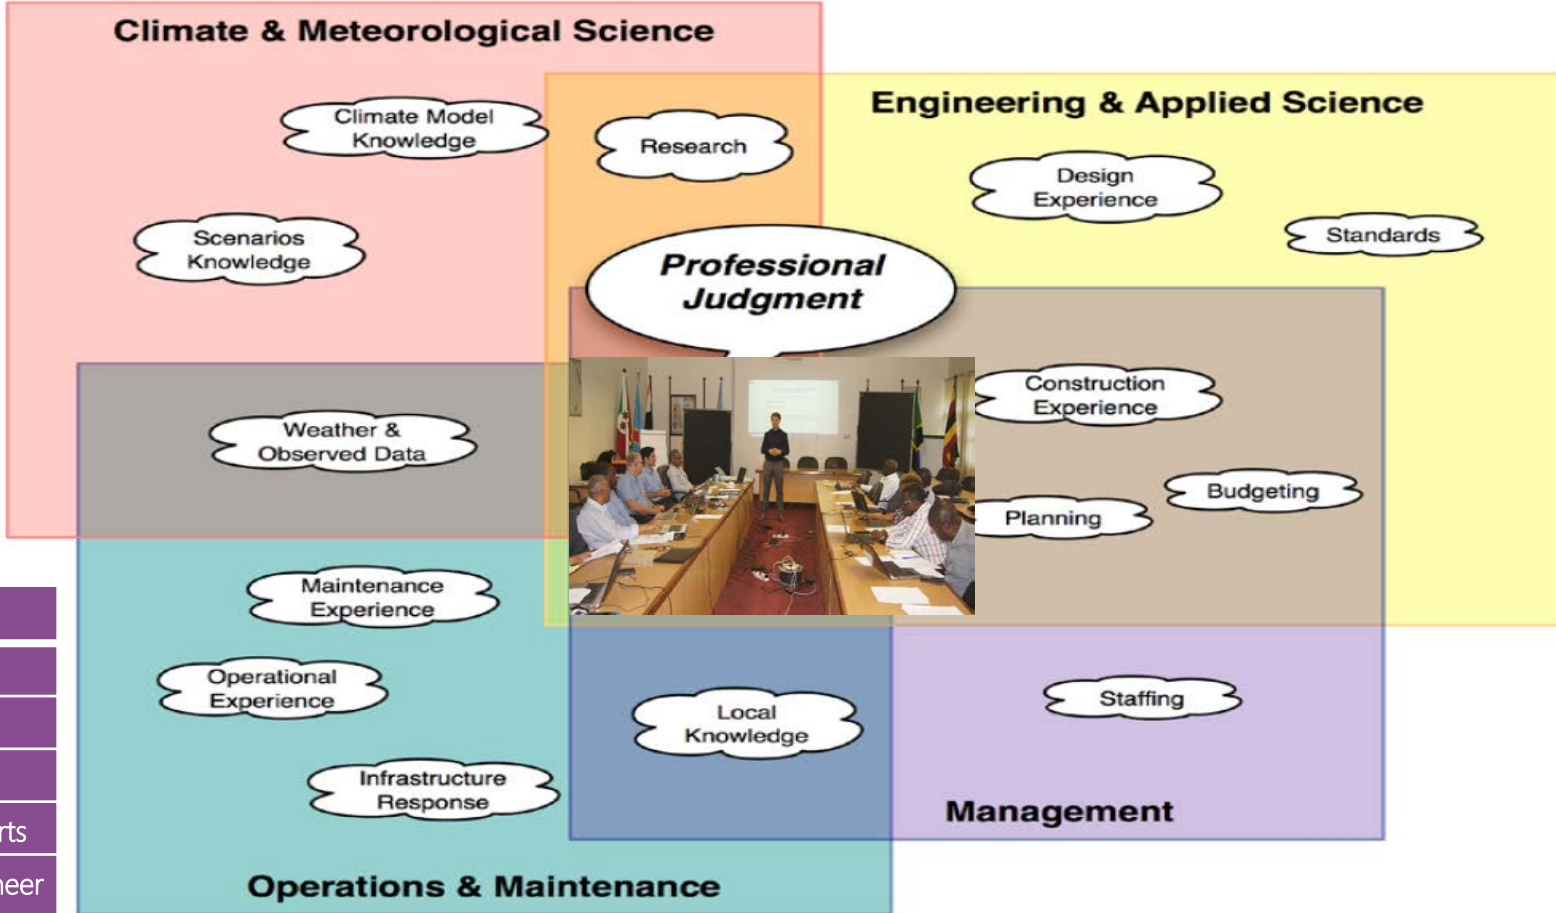 Climate & Meteorological Science
Engineering & Applied Science
Climate Model
Knowledge
Research
Design
Experience
Standards
Scenarios
Knowledge
Professional
Judgment
Weather &
Observed Data
Construction
Experience
Budgeting
Planning
Maintenance
Experience
Operational
Experience
Local
Knowledge
Staffing
Infrastructure
Response
Management
Operations & Maintenance
rts
neer